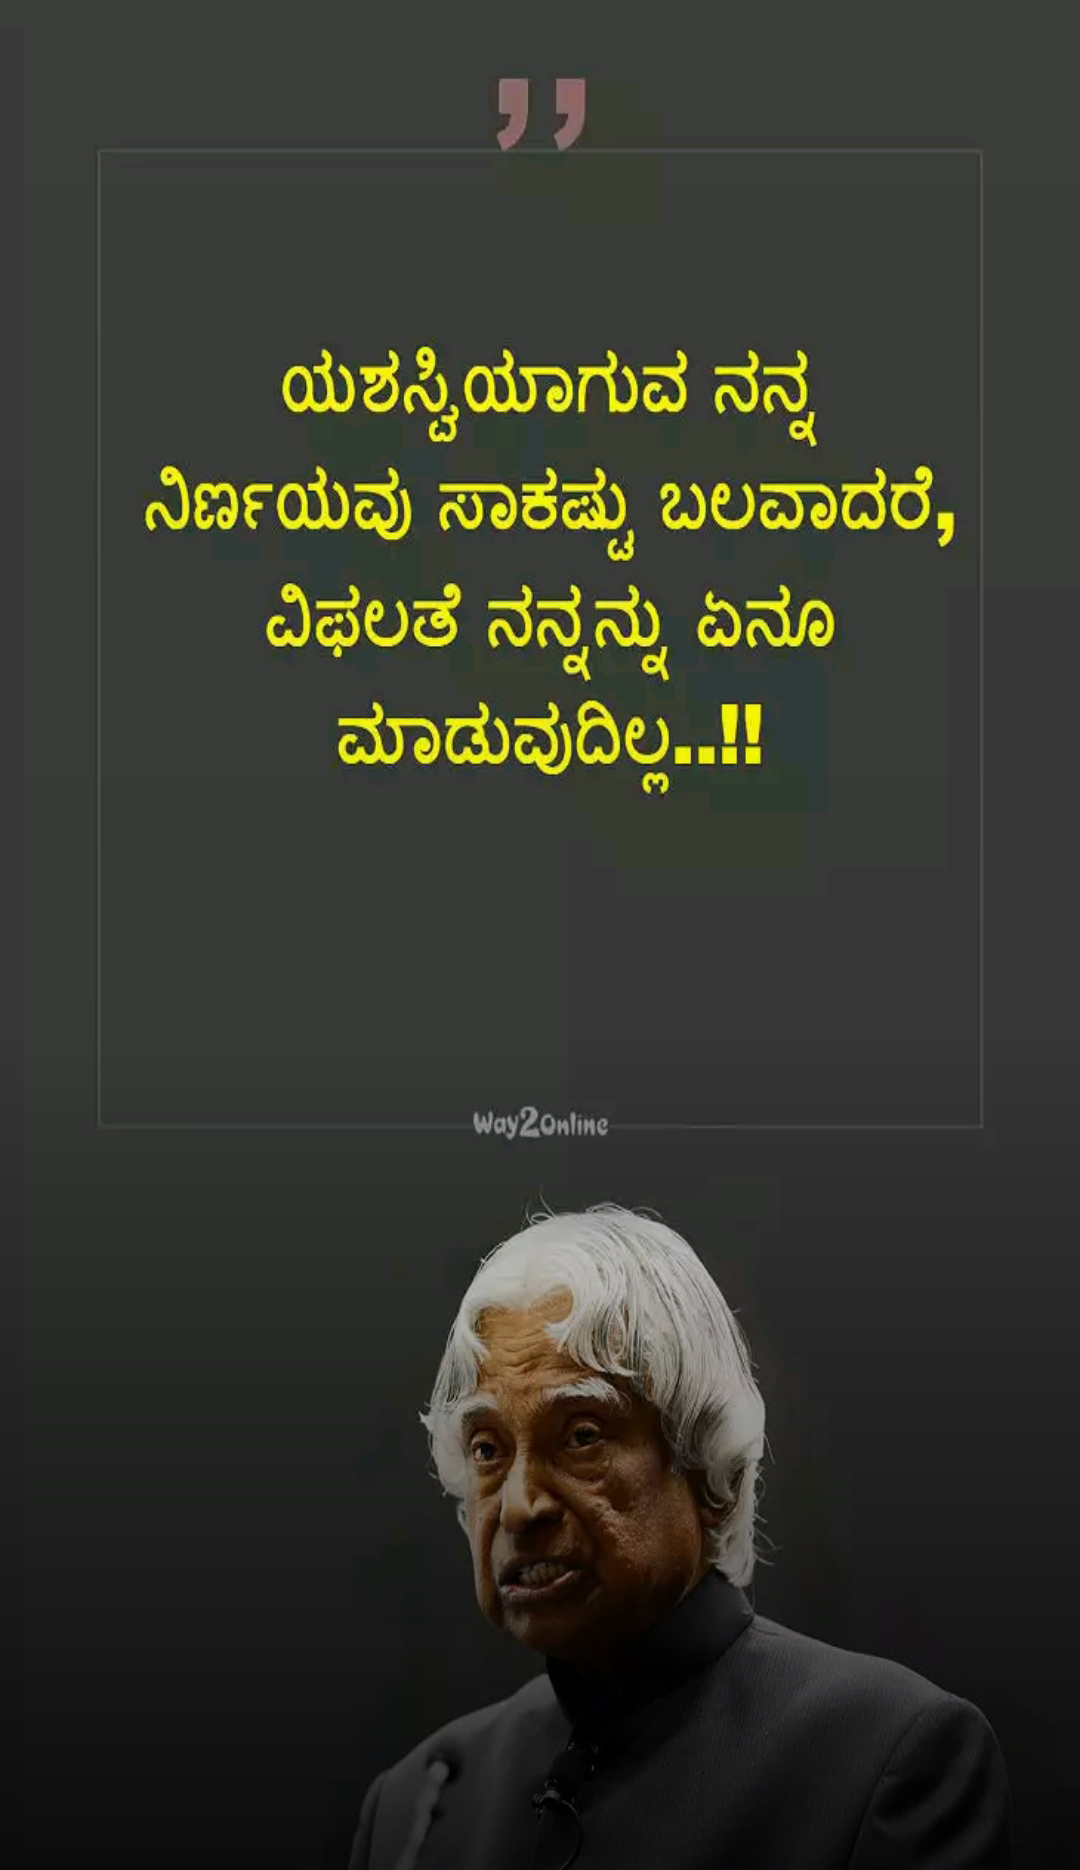 ಯಶಸ್ವಿಯಾಗುವ ನನ್ನ
ನಿರ್ಣಯವು ಸಾಕಷ್ಟು ಬಲವಾದರೆ,
ವಿಫಲತೆ ನನ್ನನ್ನು ಏನೂ
ಮಾಡುವುದಿಲ್ಲ..!!
Way2Online